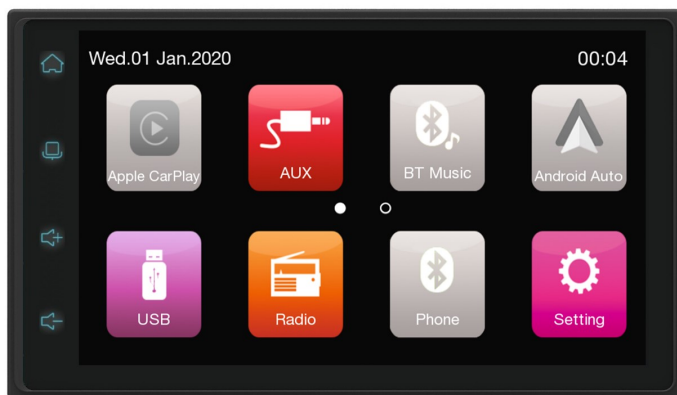 Wed.01 Jan.2020
00:04
Apple CarPlay
AUX
BT Music
Android Auto
USB
Radio
Phone
Setting